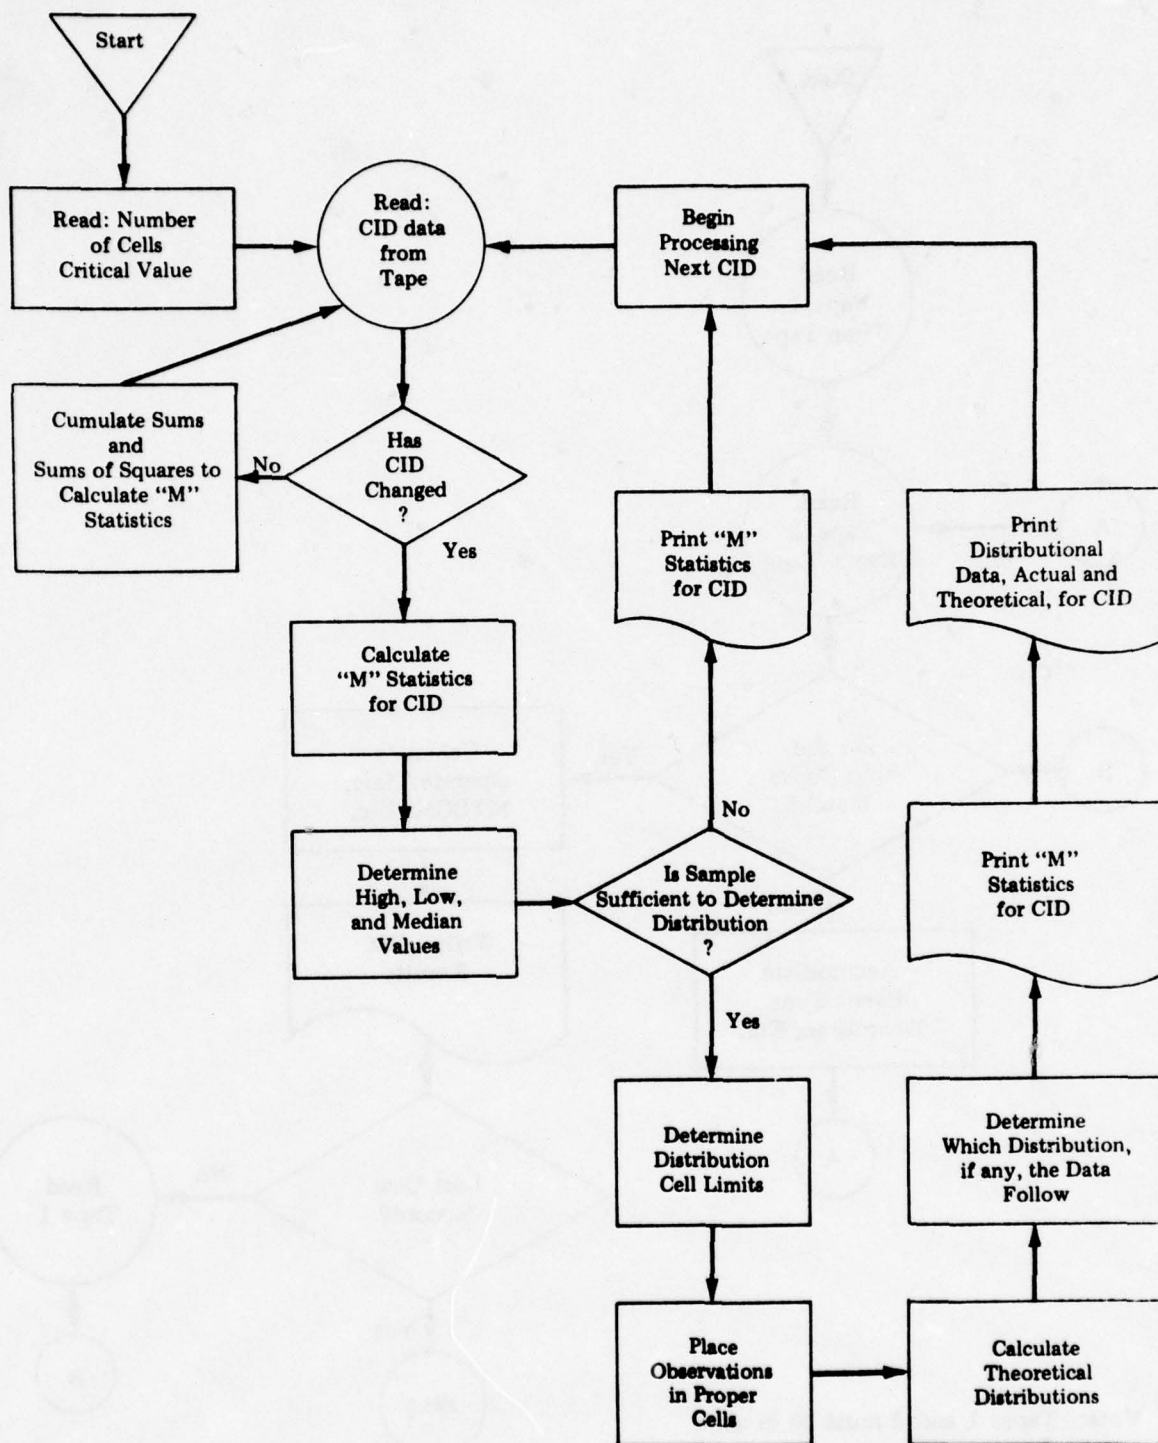 Start
Read: Number
of Cells
Critical Value
Read:
CID data
from
Tape
Begin
Processing
Next CID
Cumulate Sums
and
Sums of Squares to
Calculate “M”
Statistics
No
Has
CID
Changed
?
Yes
Print “M”
Statistics
for CID
Print
Distributional
Data, Actual and
Theoretical, for CID
Calculate
“M” Statistics
for CID
No
Determine
High, Low,
and Median
Values
Is Sample
Sufficient to Determine
Distribution
?
Yes
Print “M”
Statistics
for CID
Determine
Distribution
Cell Limits
Determine
Which Distribution,
if any, the Data
Follow
Place
Observations
in Proper
Cells
Calculate
Theoretical
Distributions